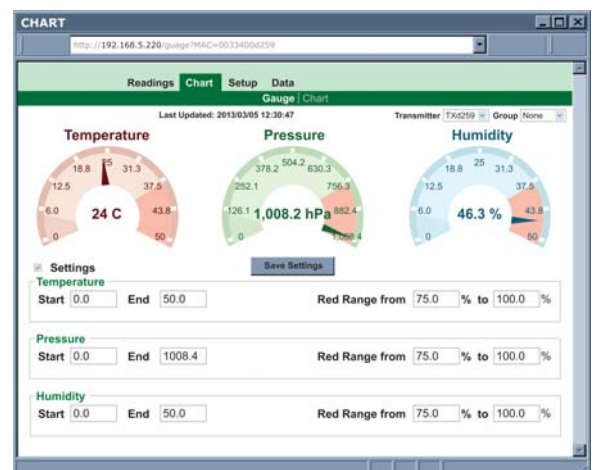 CHART
http://192.168.5.220/guage?MAC=0033400d259
Readings Chart Setup Data
Gauge | Chart
Last Updated: 2013/03/05 12:30:47 Transmitter TXd259 Group None
Temperature Pressure Humidity
0 6.0 12.5 18.8 25 31.3 37.5 43.8 50
24 C
0 126.1 252.1 378.2 504.2 630.3 756.3 882.4 1,008.4
1,008.2 hPa
0 6.0 12.5 18.8 25 31.3 37.5 43.8 50
46.3 %
Settings Save Settings
Temperature
Start 0.0 End 50.0 Red Range from 75.0 % to 100.0 %
Pressure
Start 0.0 End 1008.4 Red Range from 75.0 % to 100.0 %
Humidity
Start 0.0 End 50.0 Red Range from 75.0 % to 100.0 %